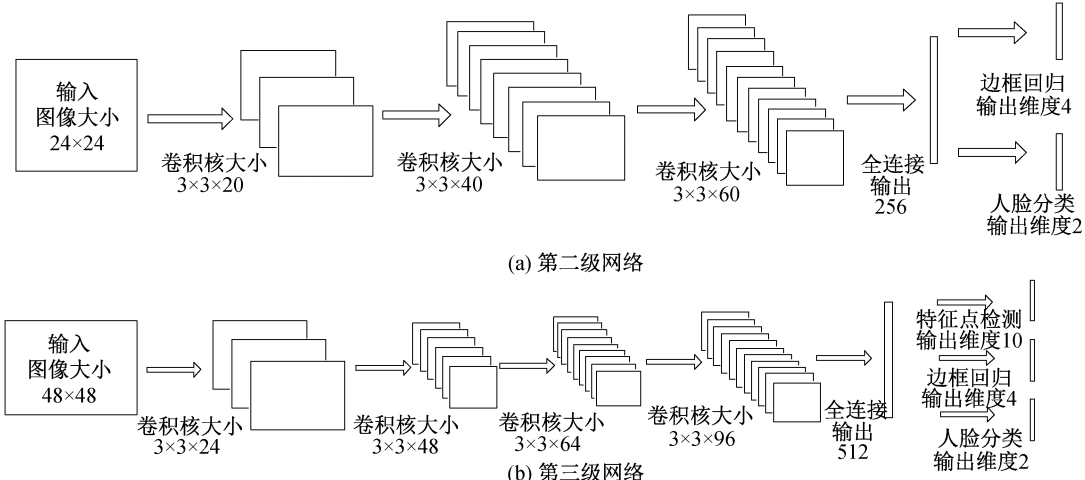 输入
图像大小
24×24
卷积核大小
3×3×20
卷积核大小
3×3×40
卷积核大小
3×3×60
全连接
输出
256
边框回归
输出维度4
人脸分类
输出维度2
(a) 第二级网络
输入
图像大小
48×48
卷积核大小
3×3×24
卷积核大小
3×3×48
卷积核大小
3×3×64
卷积核大小
3×3×96
全连接
输出
512
特征点检测
输出维度10
边框回归
输出维度4
人脸分类
输出维度2
(b) 第三级网络